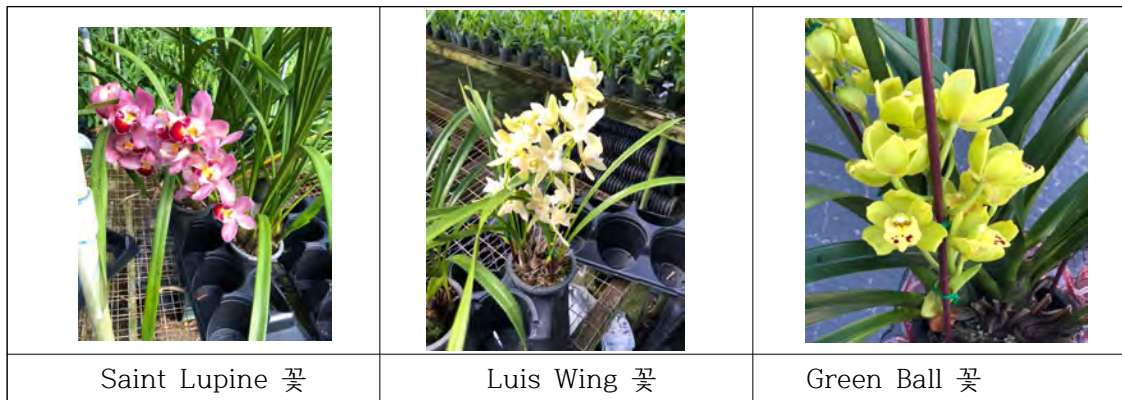 Saint Lupine 꽃
Luis Wing 꽃
Green Ball 꽃